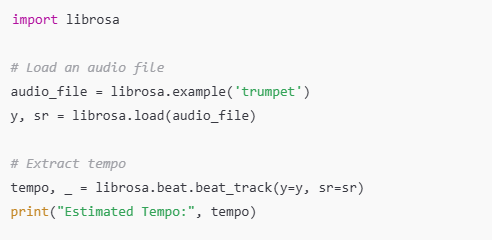 import librosa
# Load an audio file
audio_file = librosa.example('trumpet')
y, sr = librosa.load(audio_file)
# Extract tempo
tempo, _ = librosa.beat.beat_track(y=y, sr=sr)
print("Estimated Tempo:", tempo)